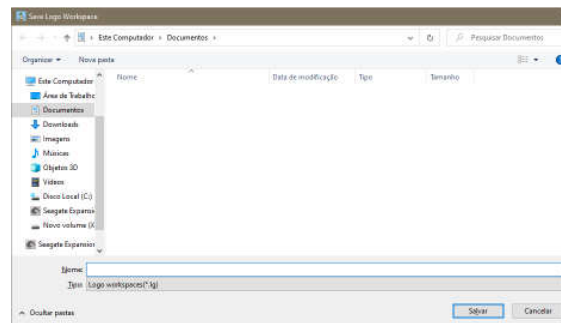 Save Logo Workspace
Este Computador › Documentos ›
Pesquisar Documentos
Organizar
Nova pasta
Nome
Data de modificação
Tipo
Tamanho
Este Computador
Área de Trabalho
Documentos
Downloads
Imagens
Músicas
Objetos 3D
Vídeos
Disco Local (C:)
Seagate Expansi
Novo volume (X
Seagate Expansion
Nome:
Tipo: Logo workspaces(*.lg)
Ocultar pastas
Salvar
Cancelar